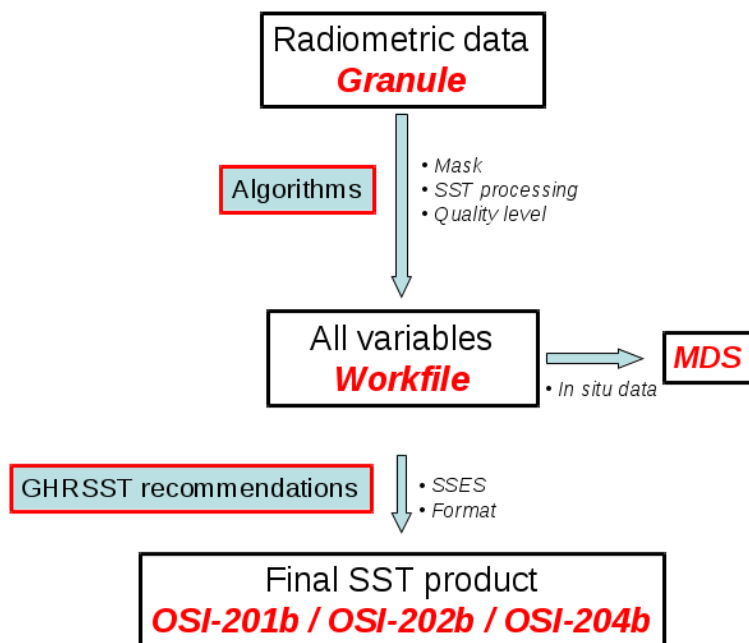 Radiometric data
Granule
Algorithms
• Mask
• SST processing
• Quality level
All variables
Workfile
MDS
• In situ data
GHRSST recommendations
• SSES
• Format
Final SST product
OSI-201b / OSI-202b / OSI-204b